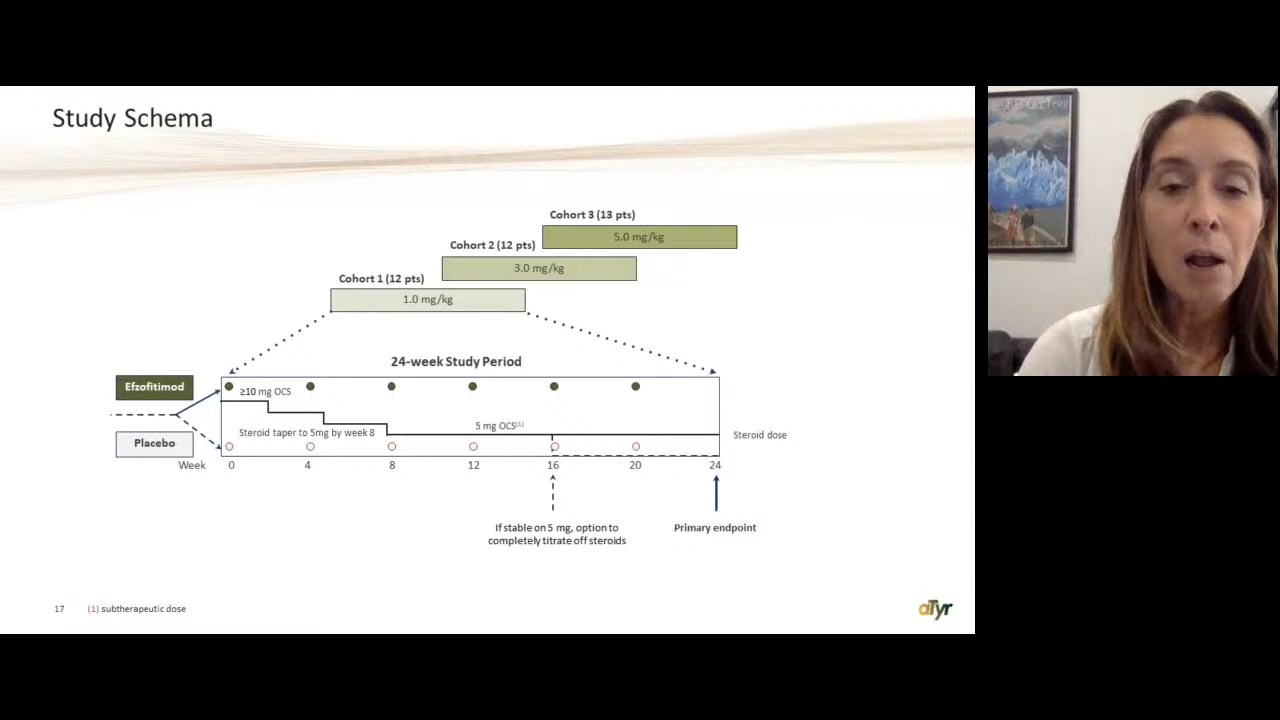 Study Schema
Cohort 3 (13 pts)
5.0 mg/kg
Cohort 2 (12 pts)
3.0 mg/kg
Cohort 1 (12 pts)
1.0 mg/kg
24-week Study Period
Efzofitimod
≥10 mg OCS
Steroid taper to 5mg by week 8
5 mg OCS(1)
Steroid dose
Placebo
Week 0 4 8 12 16 20 24
If stable on 5 mg, option to
completely titrate off steroids
Primary endpoint
17 (1) subtherapeutic dose
aTyr